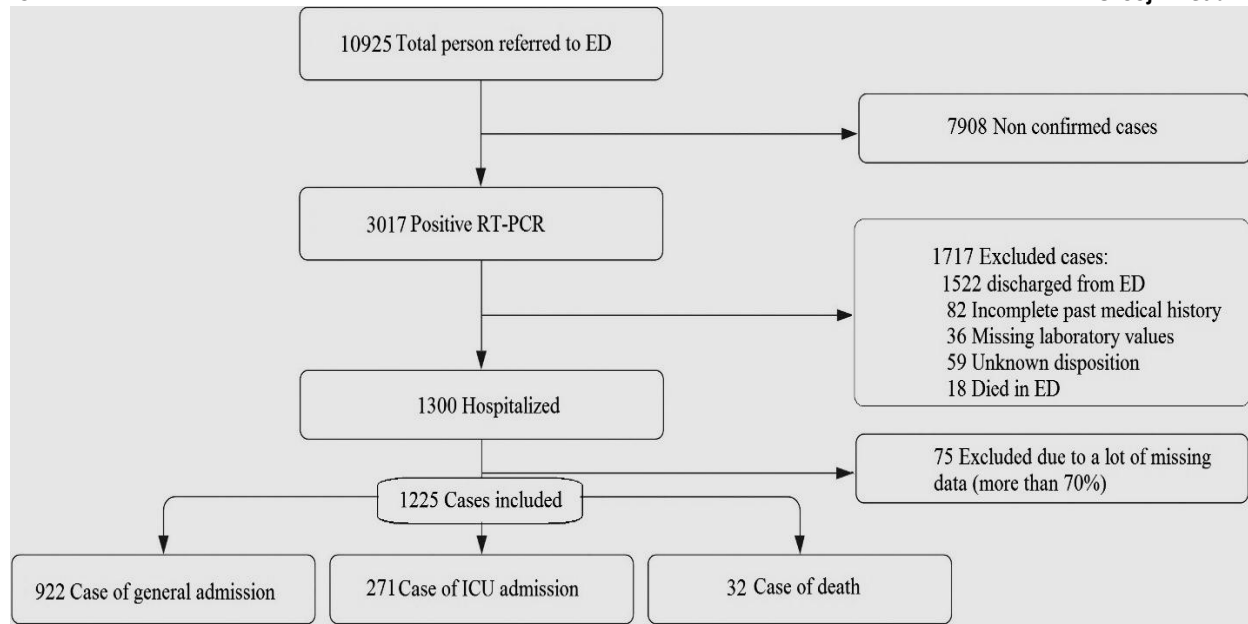 10925 Total person referred to ED
7908 Non confirmed cases
3017 Positive RT-PCR
1717 Excluded cases:
1522 discharged from ED
82 Incomplete past medical history
36 Missing laboratory values
59 Unknown disposition
18 Died in ED
1300 Hospitalized
75 Excluded due to a lot of missing
data (more than 70%)
1225 Cases included
922 Case of general admission
271 Case of ICU admission
32 Case of death